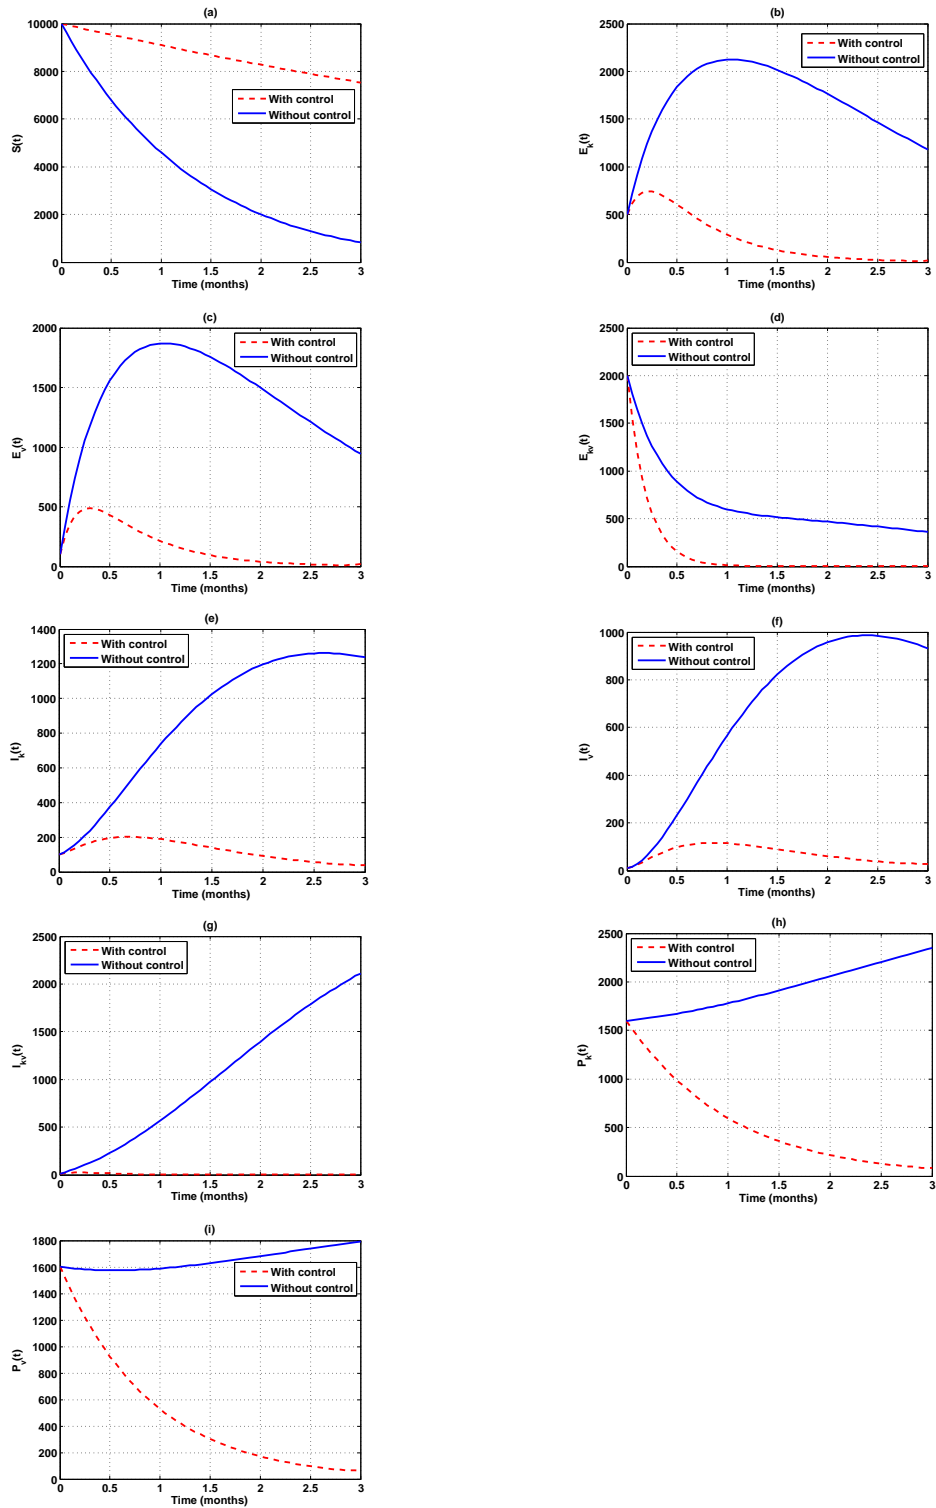 (a)
10000
8000
6000
4000
2000
0
S(t)
With control
Without control
0 0.5 1 1.5 2 2.5 3
Time (months)
(b)
2500
2000
1500
1000
500
0
E_k(t)
With control
Without control
0 0.5 1 1.5 2 2.5 3
Time (months)
(c)
2000
1500
1000
500
0
E_v(t)
With control
Without control
0 0.5 1 1.5 2 2.5 3
Time (months)
(d)
2500
2000
1500
1000
500
0
E_kv(t)
With control
Without control
0 0.5 1 1.5 2 2.5 3
Time (months)
(e)
1400
1200
1000
800
600
400
200
0
I_k(t)
With control
Without control
0 0.5 1 1.5 2 2.5 3
Time (months)
(f)
1000
800
600
400
200
0
I_v(t)
With control
Without control
0 0.5 1 1.5 2 2.5 3
Time (months)
(g)
2500
2000
1500
1000
500
0
I_kv(t)
With control
Without control
0 0.5 1 1.5 2 2.5 3
Time (months)
(h)
2500
2000
1500
1000
500
0
P_k(t)
With control
Without control
0 0.5 1 1.5 2 2.5 3
Time (months)
(i)
1800
1600
1400
1200
1000
800
600
400
200
0
P_v(t)
With control
Without control
0 0.5 1 1.5 2 2.5 3
Time (months)